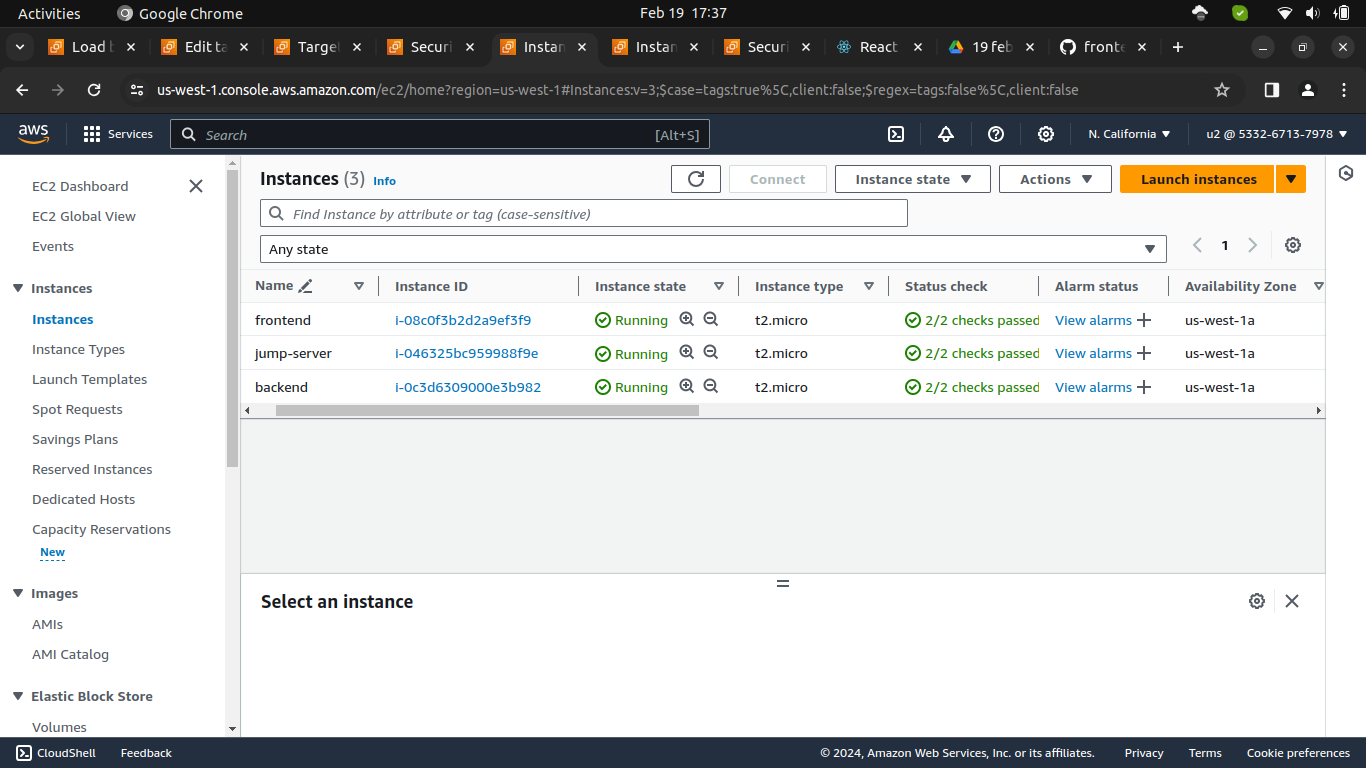 Activities Google Chrome Feb 19 17:37
Load b Edit ta Target Securi Instan Instan Securi React 19 feb fronte
us-west-1.console.aws.amazon.com/ec2/home?region=us-west-1#Instances:v=3;$case=tags:true%5C,client:false;$regex=tags:false%5C,client:false
aws Services Search [Alt+S] N. California u2 @ 5332-6713-7978
EC2 Dashboard
EC2 Global View
Events
Instances
Instances
Instance Types
Launch Templates
Spot Requests
Savings Plans
Reserved Instances
Dedicated Hosts
Capacity Reservations
New
Images
AMIs
AMI Catalog
Elastic Block Store
Volumes
Instances (3) Info Connect Instance state Actions Launch instances
Find Instance by attribute or tag (case-sensitive)
Any state 1
Name Instance ID Instance state Instance type Status check Alarm status Availability Zone
frontend i-08c0f3b2d2a9ef3f9 Running t2.micro 2/2 checks passed View alarms us-west-1a
jump-server i-046325bc959988f9e Running t2.micro 2/2 checks passed View alarms us-west-1a
backend i-0c3d6309000e3b982 Running t2.micro 2/2 checks passed View alarms us-west-1a
Select an instance
CloudShell Feedback © 2024, Amazon Web Services, Inc. or its affiliates. Privacy Terms Cookie preferences